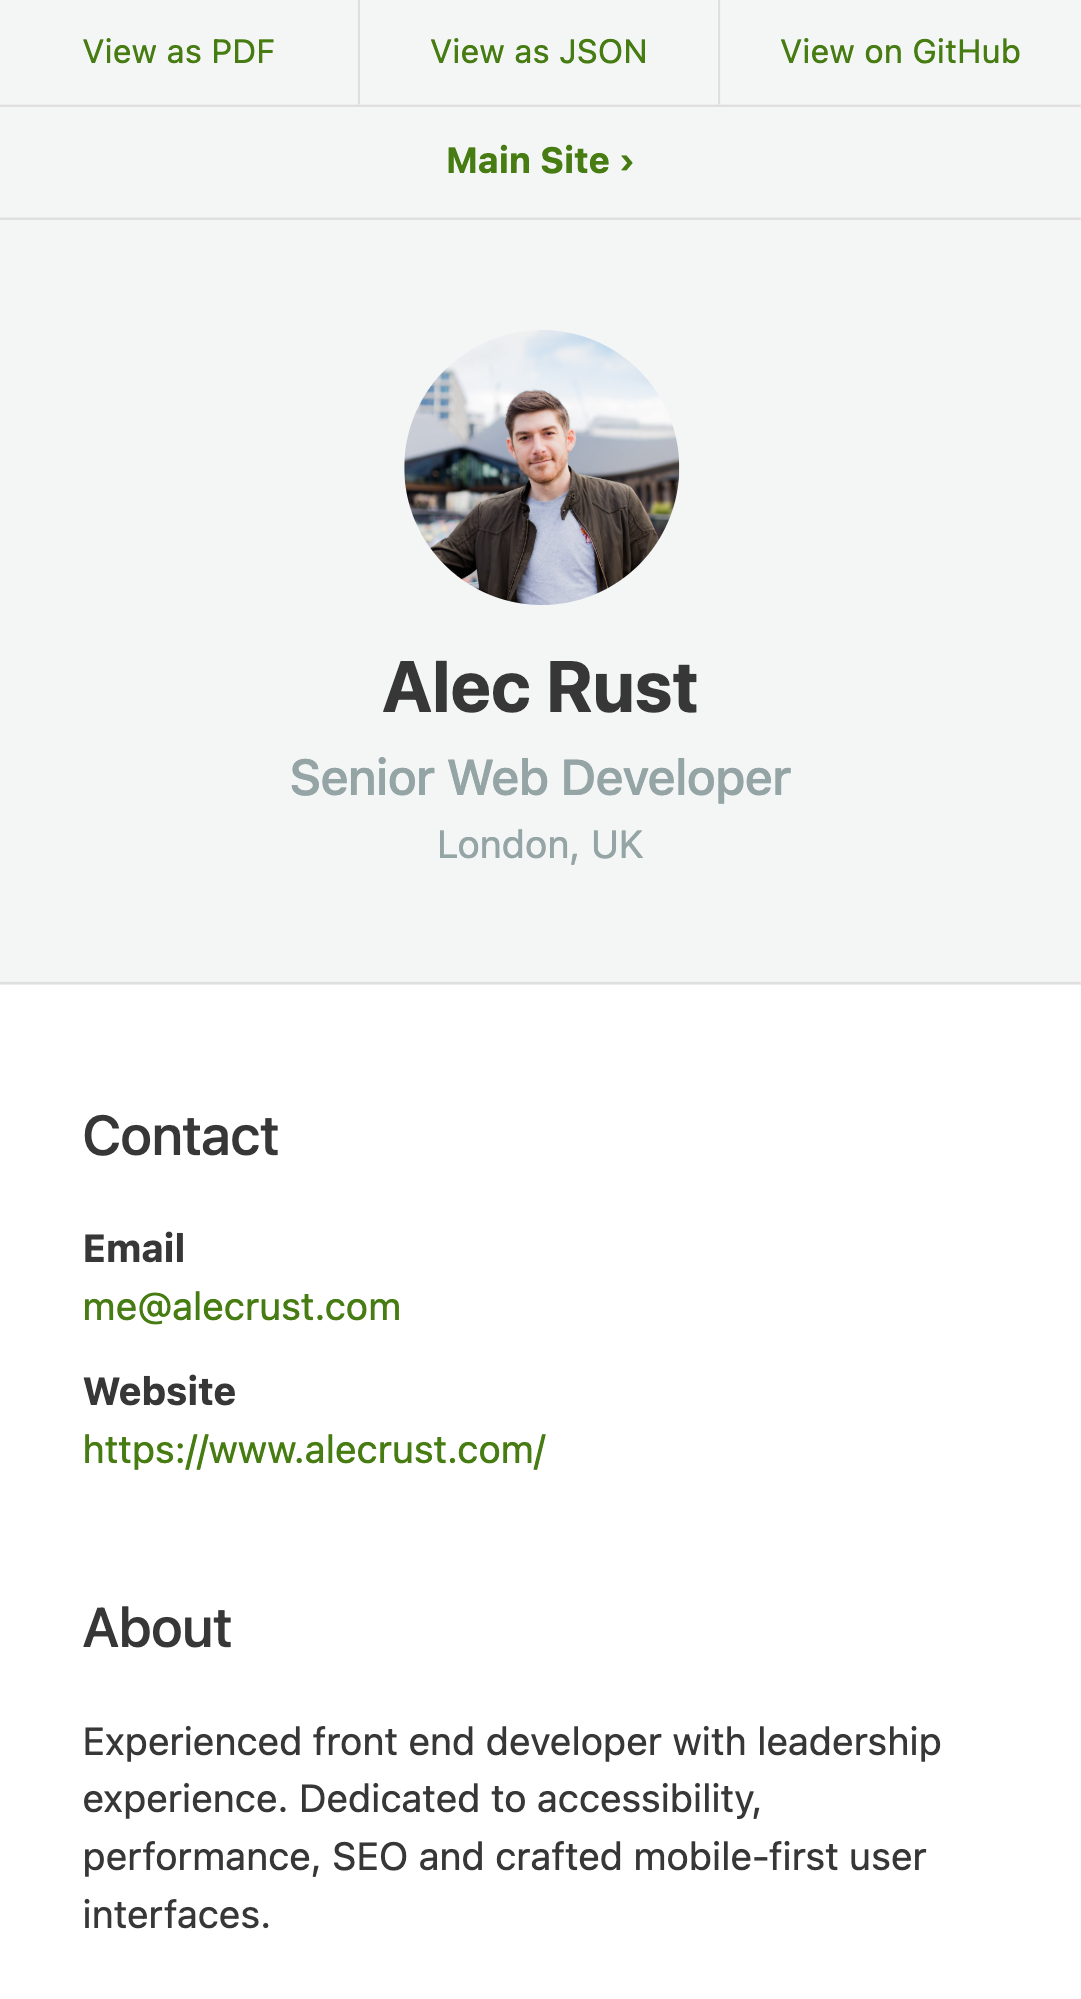 View as PDF
View as JSON
View on GitHub
Main Site ›
Alec Rust
Senior Web Developer
London, UK
Contact
Email
me@alecrust.com
Website
https://www.alecrust.com/
About
Experienced front end developer with leadership
experience. Dedicated to accessibility,
performance, SEO and crafted mobile-first user
interfaces.